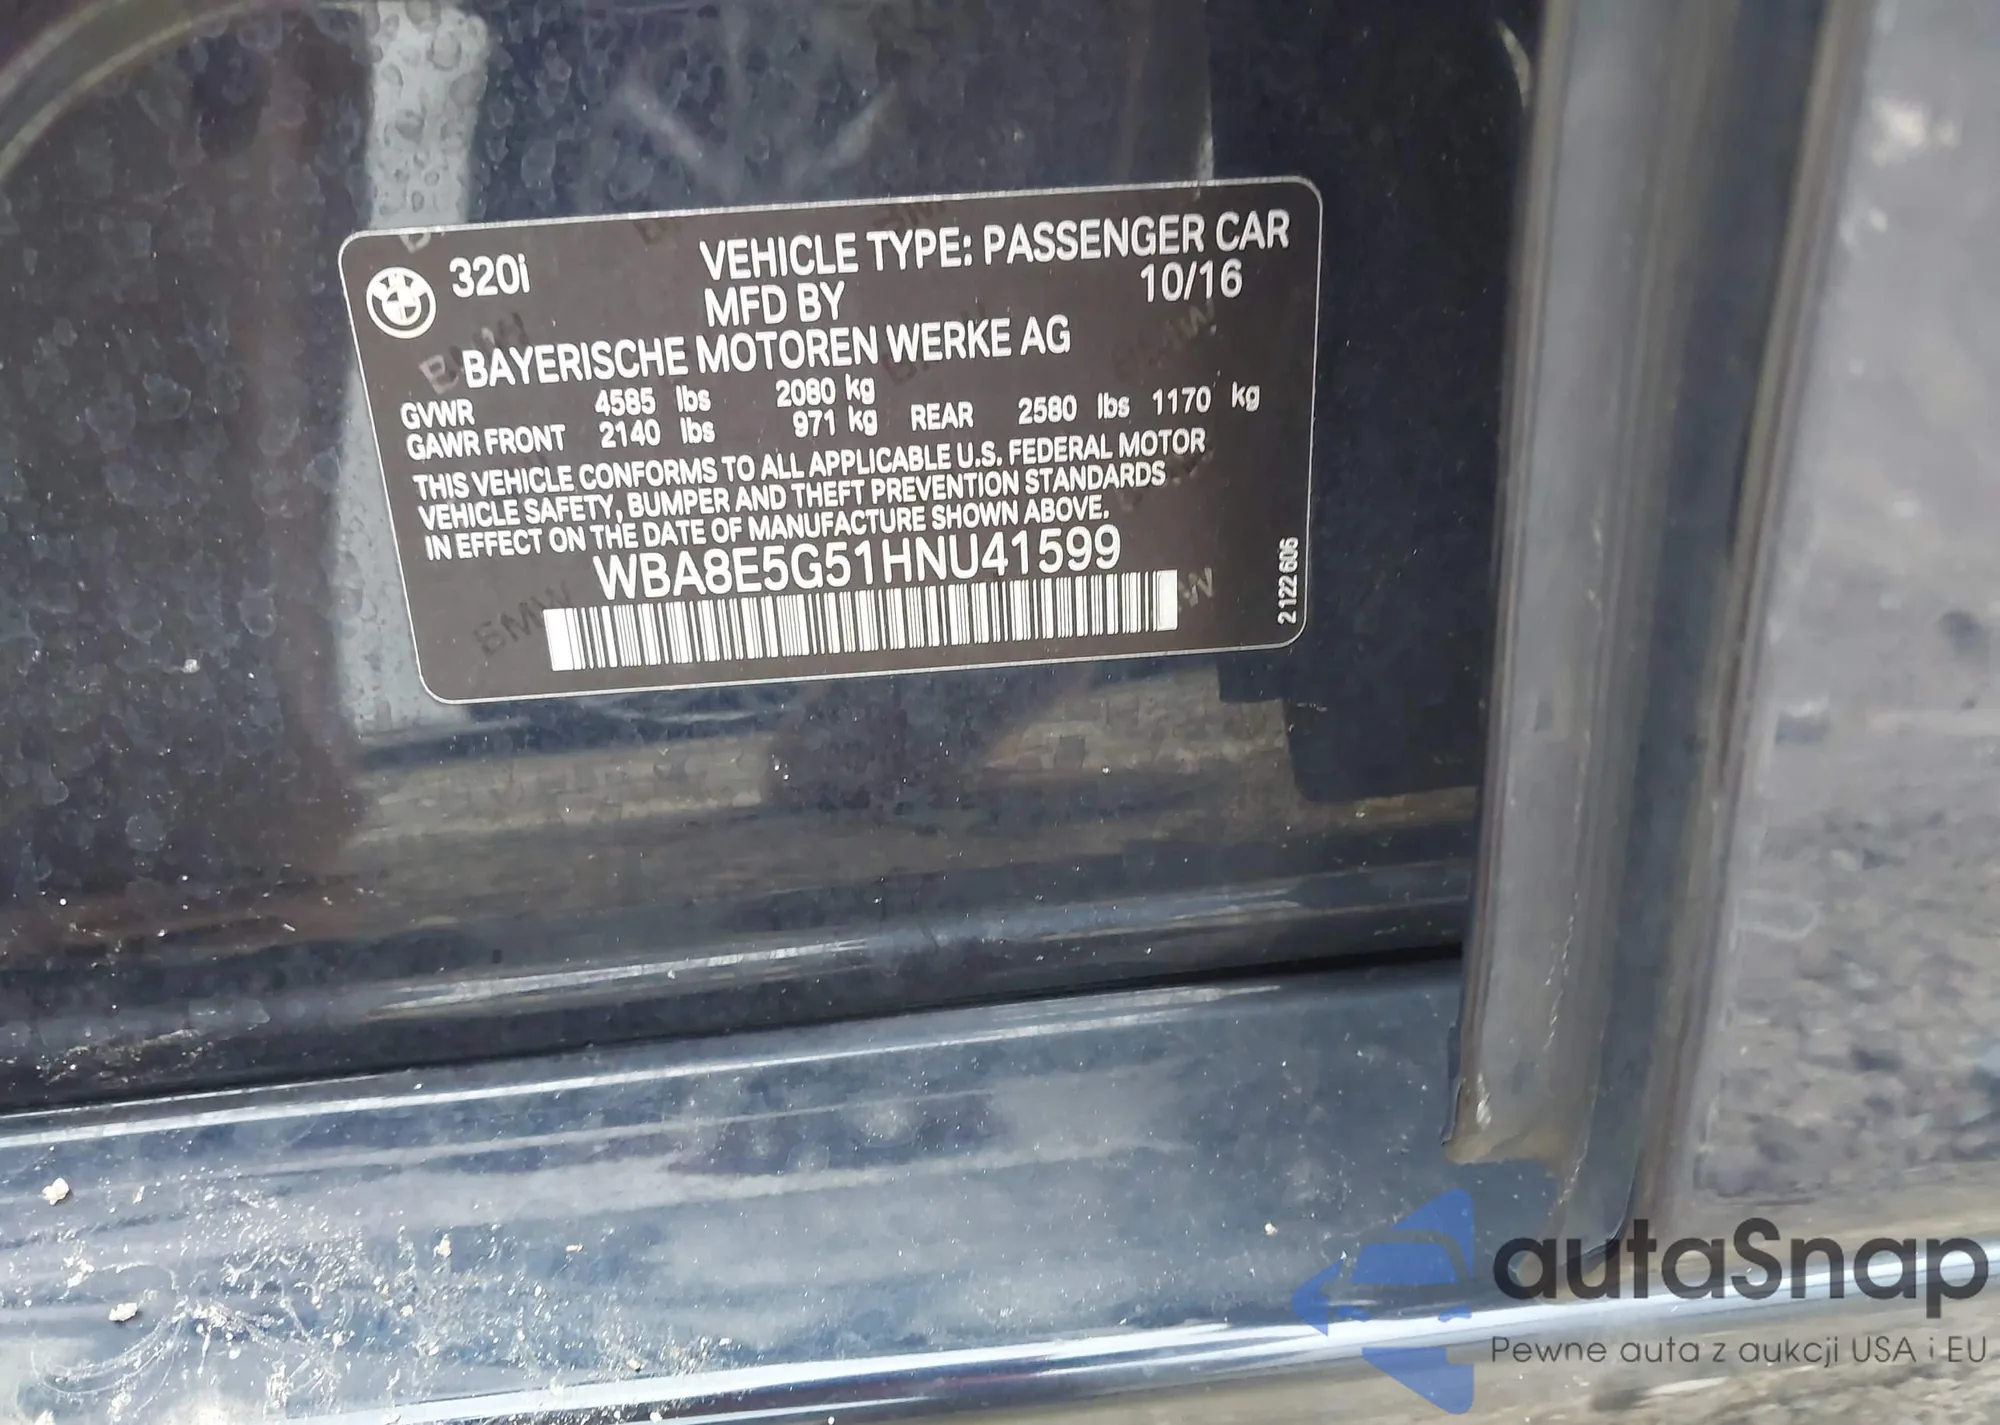 320i
VEHICLE TYPE: PASSENGER CAR
MFD BY 10/16
BAYERISCHE MOTOREN WERKE AG
GVWR 4585 lbs 2080 kg
GAWR FRONT 2140 lbs 971 kg REAR 2580 lbs 1170 kg
THIS VEHICLE CONFORMS TO ALL APPLICABLE U.S. FEDERAL MOTOR
VEHICLE SAFETY, BUMPER AND THEFT PREVENTION STANDARDS
IN EFFECT ON THE DATE OF MANUFACTURE SHOWN ABOVE.
WBA8E5G51HNU41599
2122606
autaSnap
Pewne auta z aukcji USA i EU